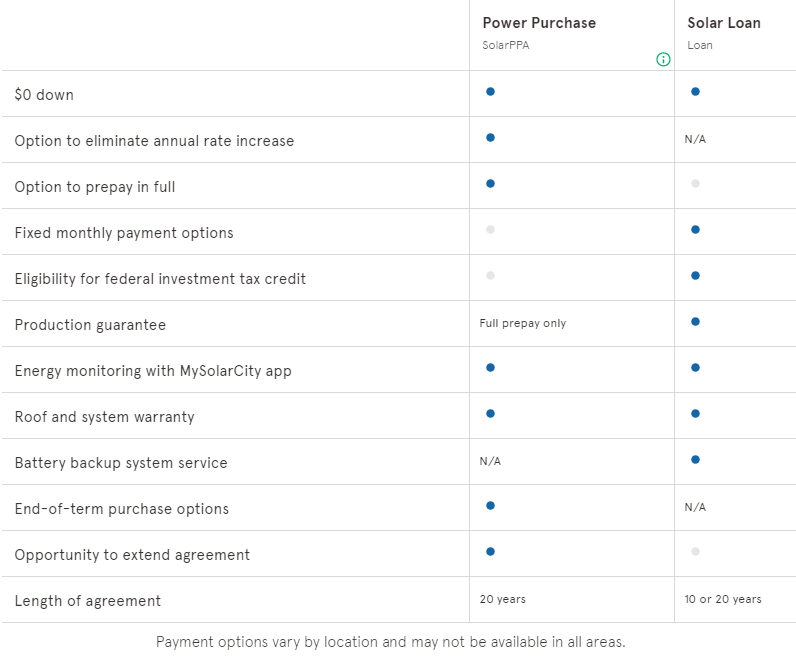 Power Purchase
Solar Loan
SolarPPA
Loan
$0 down
Option to eliminate annual rate increase
N/A
Option to prepay in full
Fixed monthly payment options
Eligibility for federal investment tax credit
Production guarantee
Full prepay only
Energy monitoring with MySolarCity app
Roof and system warranty
Battery backup system service
N/A
End-of-term purchase options
N/A
Opportunity to extend agreement
Length of agreement
20 years
10 or 20 years
Payment options vary by location and may not be available in all areas.